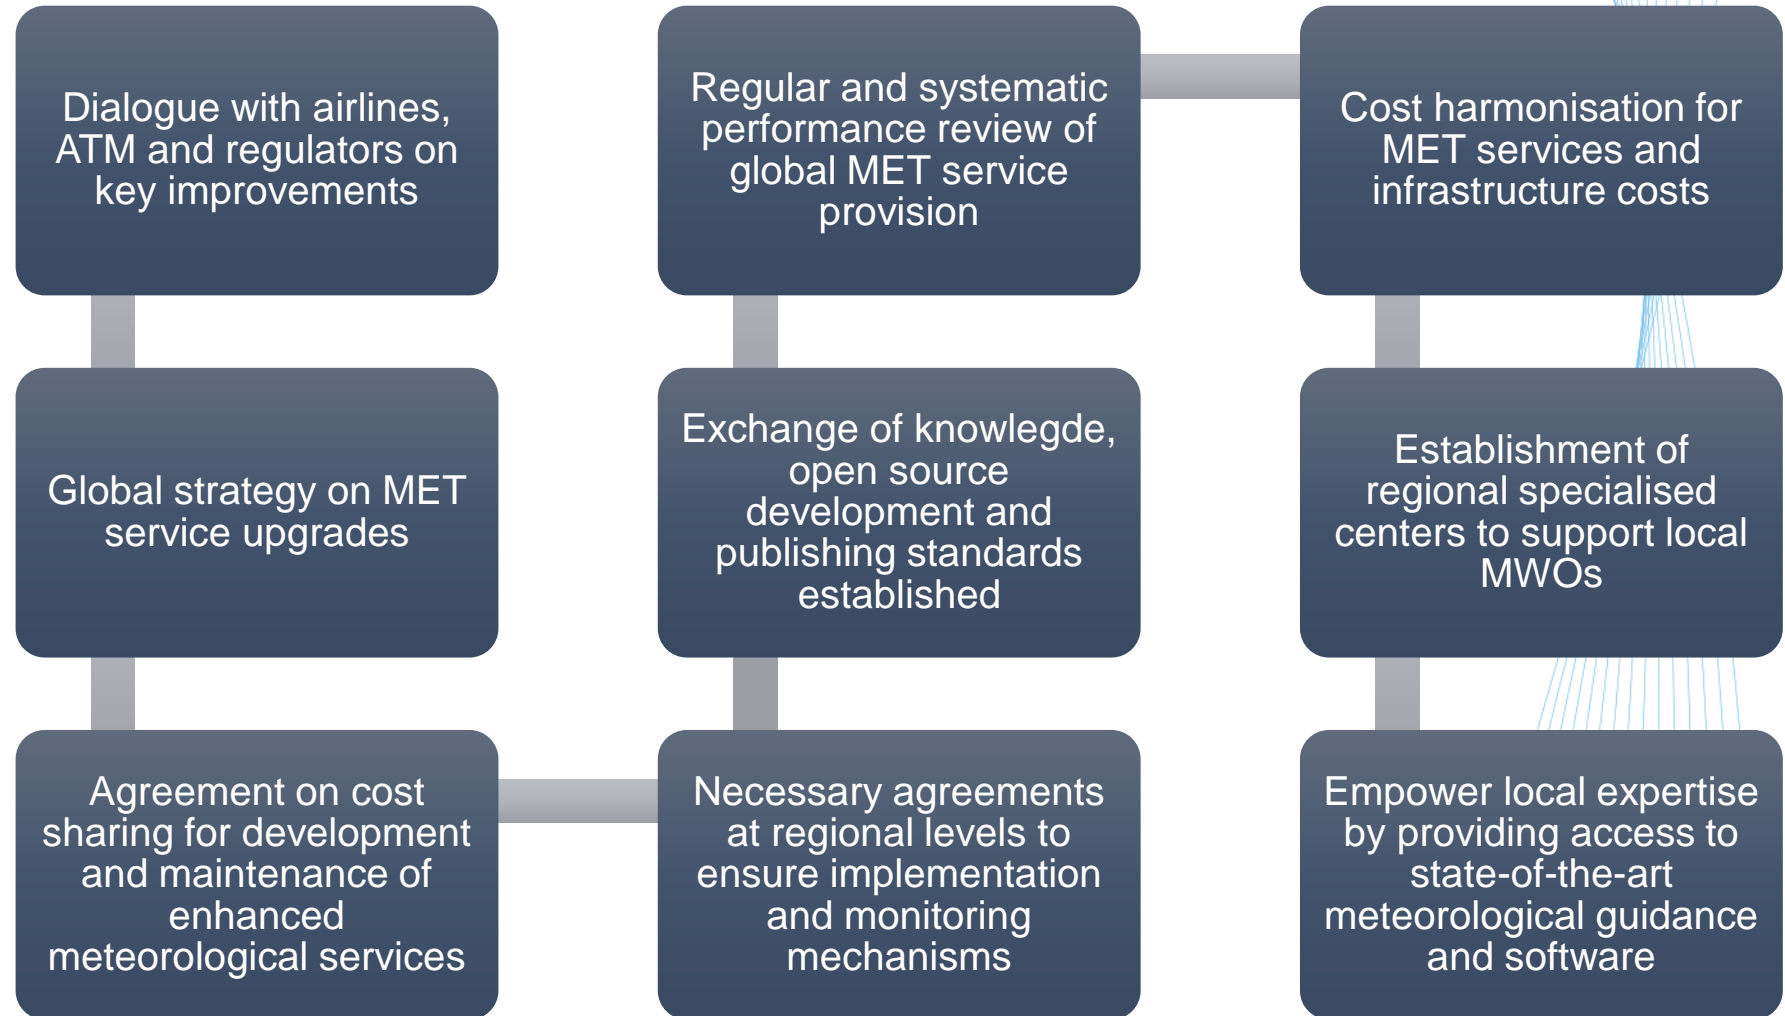 Dialogue with airlines,
ATM and regulators on
key improvements
Global strategy on MET
service upgrades
Agreement on cost
sharing for development
and maintenance of
enhanced
meteorological services
Necessary agreements
at regional levels to
ensure implementation
and monitoring
mechanisms
Exchange of knowlegde,
open source
development and
publishing standards
established
Regular and systematic
performance review of
global MET service
provision
Cost harmonisation for
MET services and
infrastructure costs
Establishment of
regional specialised
centers to support local
MWOs
Empower local expertise
by providing access to
state-of-the-art
meteorological guidance
and software